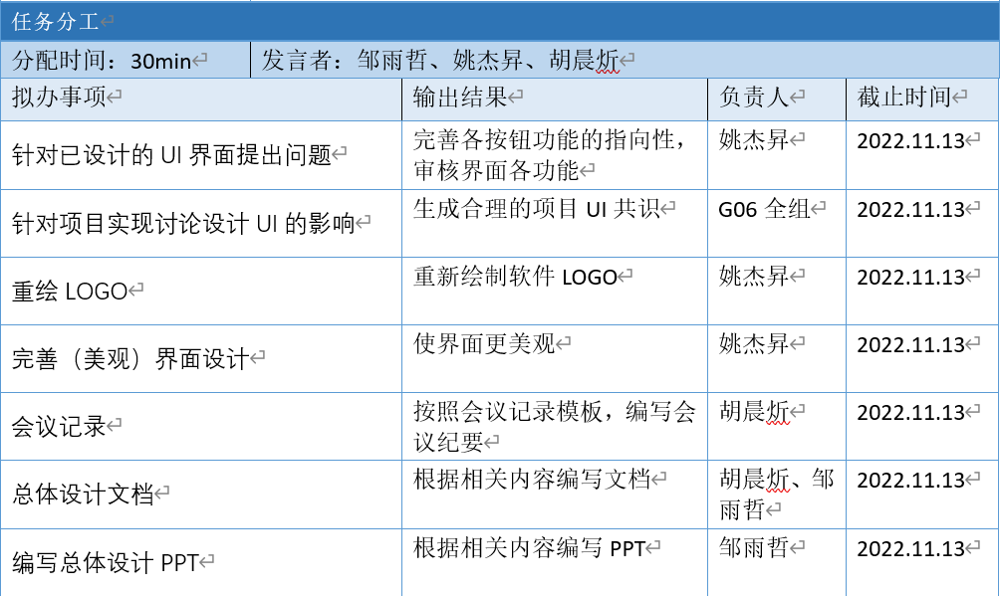 任务分工
分配时间：30min 发言者：邹雨哲、姚杰昇、胡晨炘
拟办事项 输出结果 负责人 截止时间
针对已设计的 UI 界面提出问题 完善各按钮功能的指向性， 姚杰昇 2022.11.13
审核界面各功能
针对项目实现讨论设计 UI 的影响 生成合理的项目 UI 共识 G06 全组 2022.11.13
重绘 LOGO 重新绘制软件 LOGO 姚杰昇 2022.11.13
完善（美观）界面设计 使界面更美观 姚杰昇 2022.11.13
会议记录 按照会议记录模板，编写会 胡晨炘 2022.11.13
议纪要
总体设计文档 根据相关内容编写文档 胡晨炘、邹 2022.11.13
雨哲
编写总体设计 PPT 根据相关内容编写 PPT 邹雨哲 2022.11.13